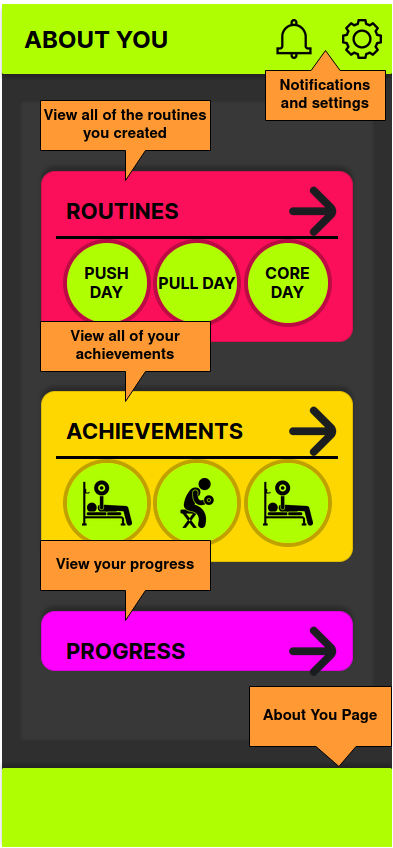 ABOUT YOU
Notifications
and settings
View all of the routines
you created
ROUTINES
PUSH
DAY
PULL DAY
CORE
DAY
View all of your
achievements
ACHIEVEMENTS
View your progress
PROGRESS
About You Page